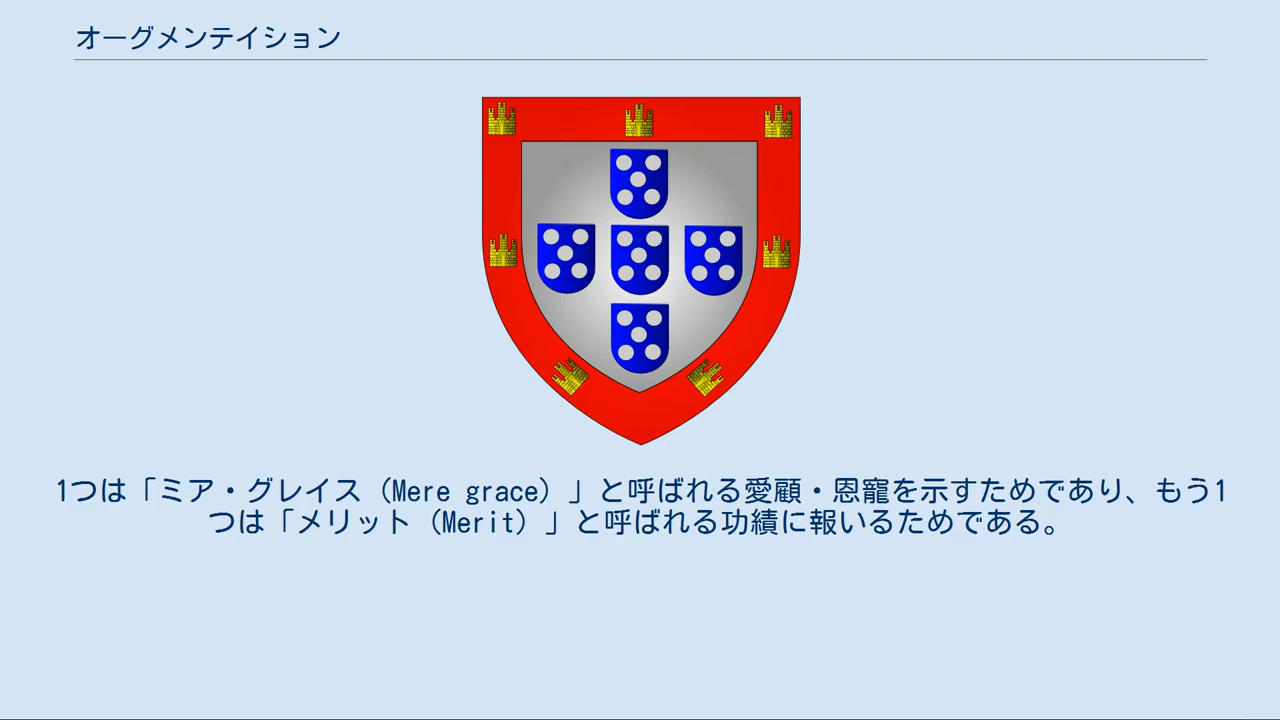 オーグメンテイション
1つは「ミア・グレイス（Mere grace）」と呼ばれる愛顧・恩寵を示すためであり、もう1
つは「メリット（Merit）」と呼ばれる功績に報いるためである。